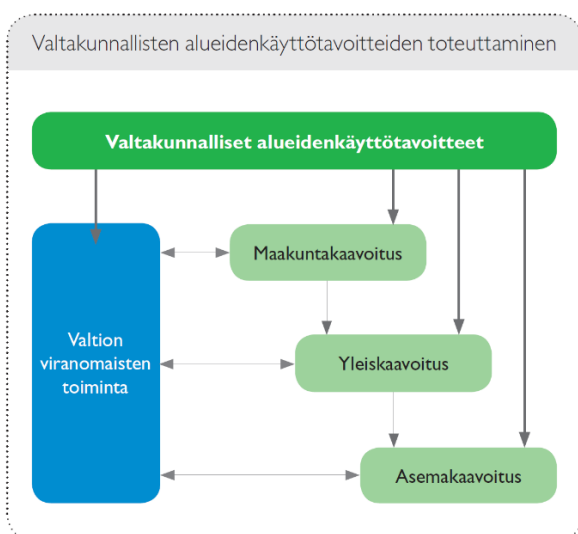 Valtakunnallisten alueidenkäyttötavoitteiden toteuttaminen
Valtakunnalliset alueidenkäyttötavoitteet
Maakuntakaavoitus
Valtion
viranomaisten
toiminta
Yleiskaavoitus
Asemakaavoitus